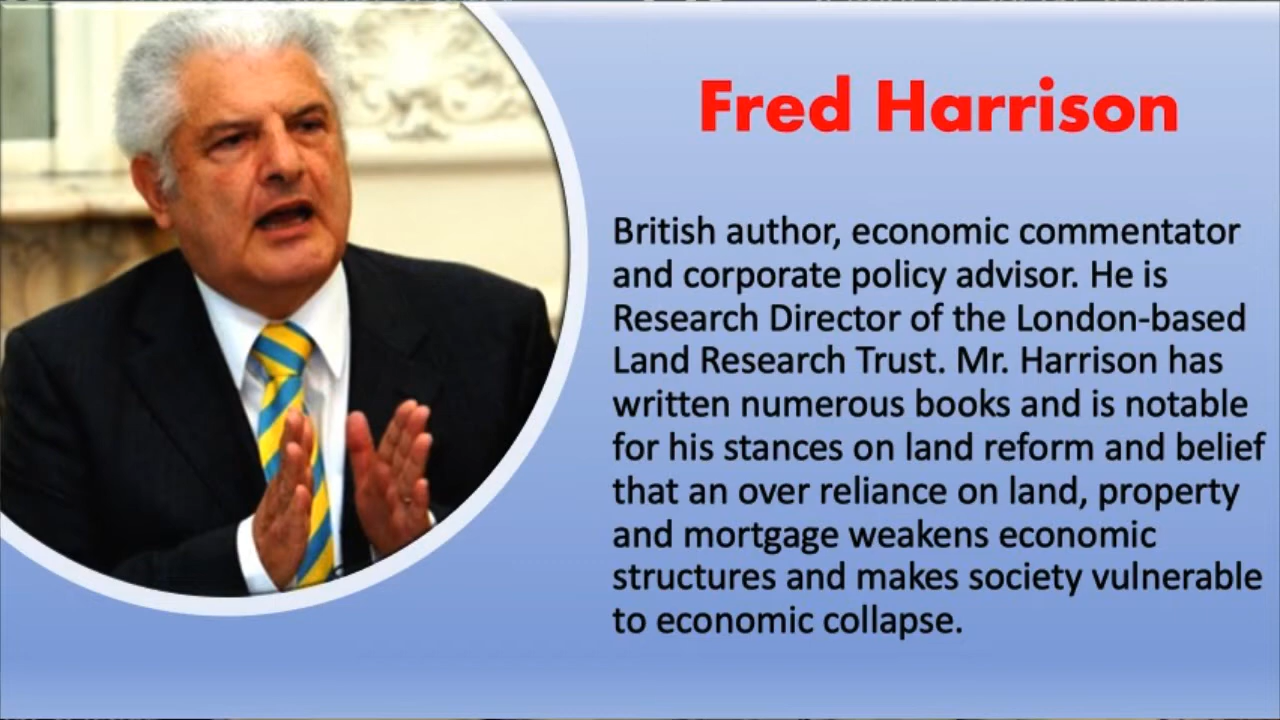 Fred Harrison
British author, economic commentator
and corporate policy advisor. He is
Research Director of the London-based
Land Research Trust. Mr. Harrison has
written numerous books and is notable
for his stances on land reform and belief
that an over reliance on land, property
and mortgage weakens economic
structures and makes society vulnerable
to economic collapse.